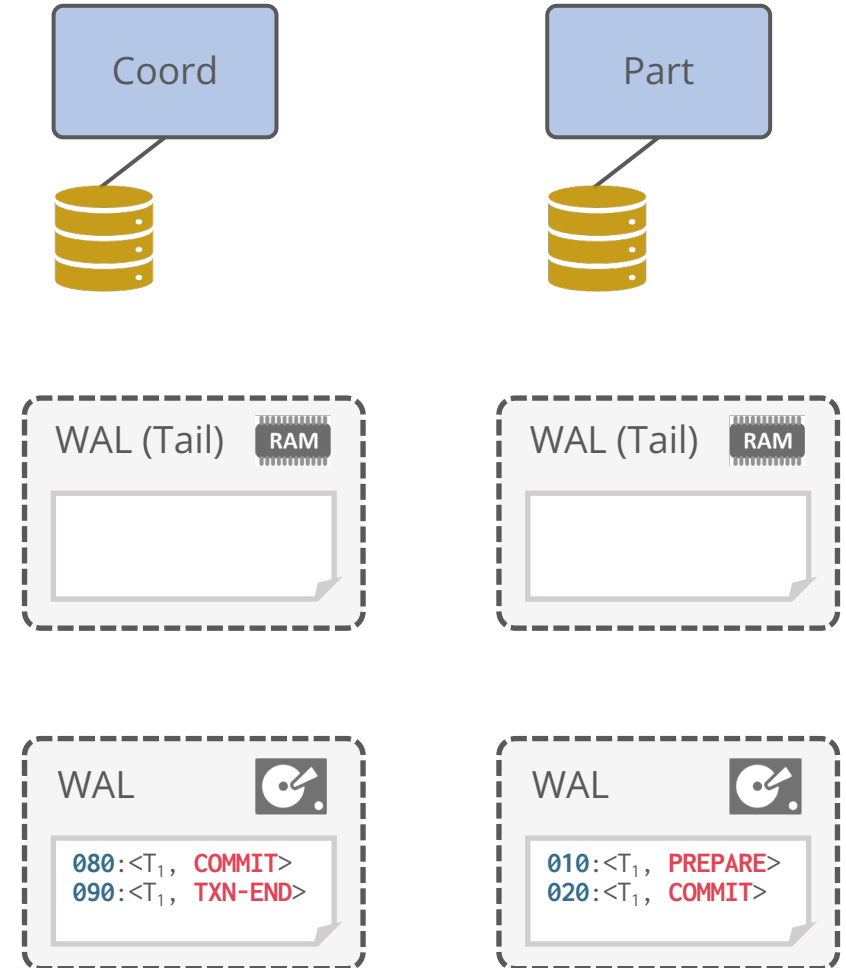 Coord
Part
WAL (Tail)
RAM
WAL (Tail)
RAM
WAL
080:<T₁, COMMIT>
090:<T₁, TXN-END>
WAL
010:<T₁, PREPARE>
020:<T₁, COMMIT>